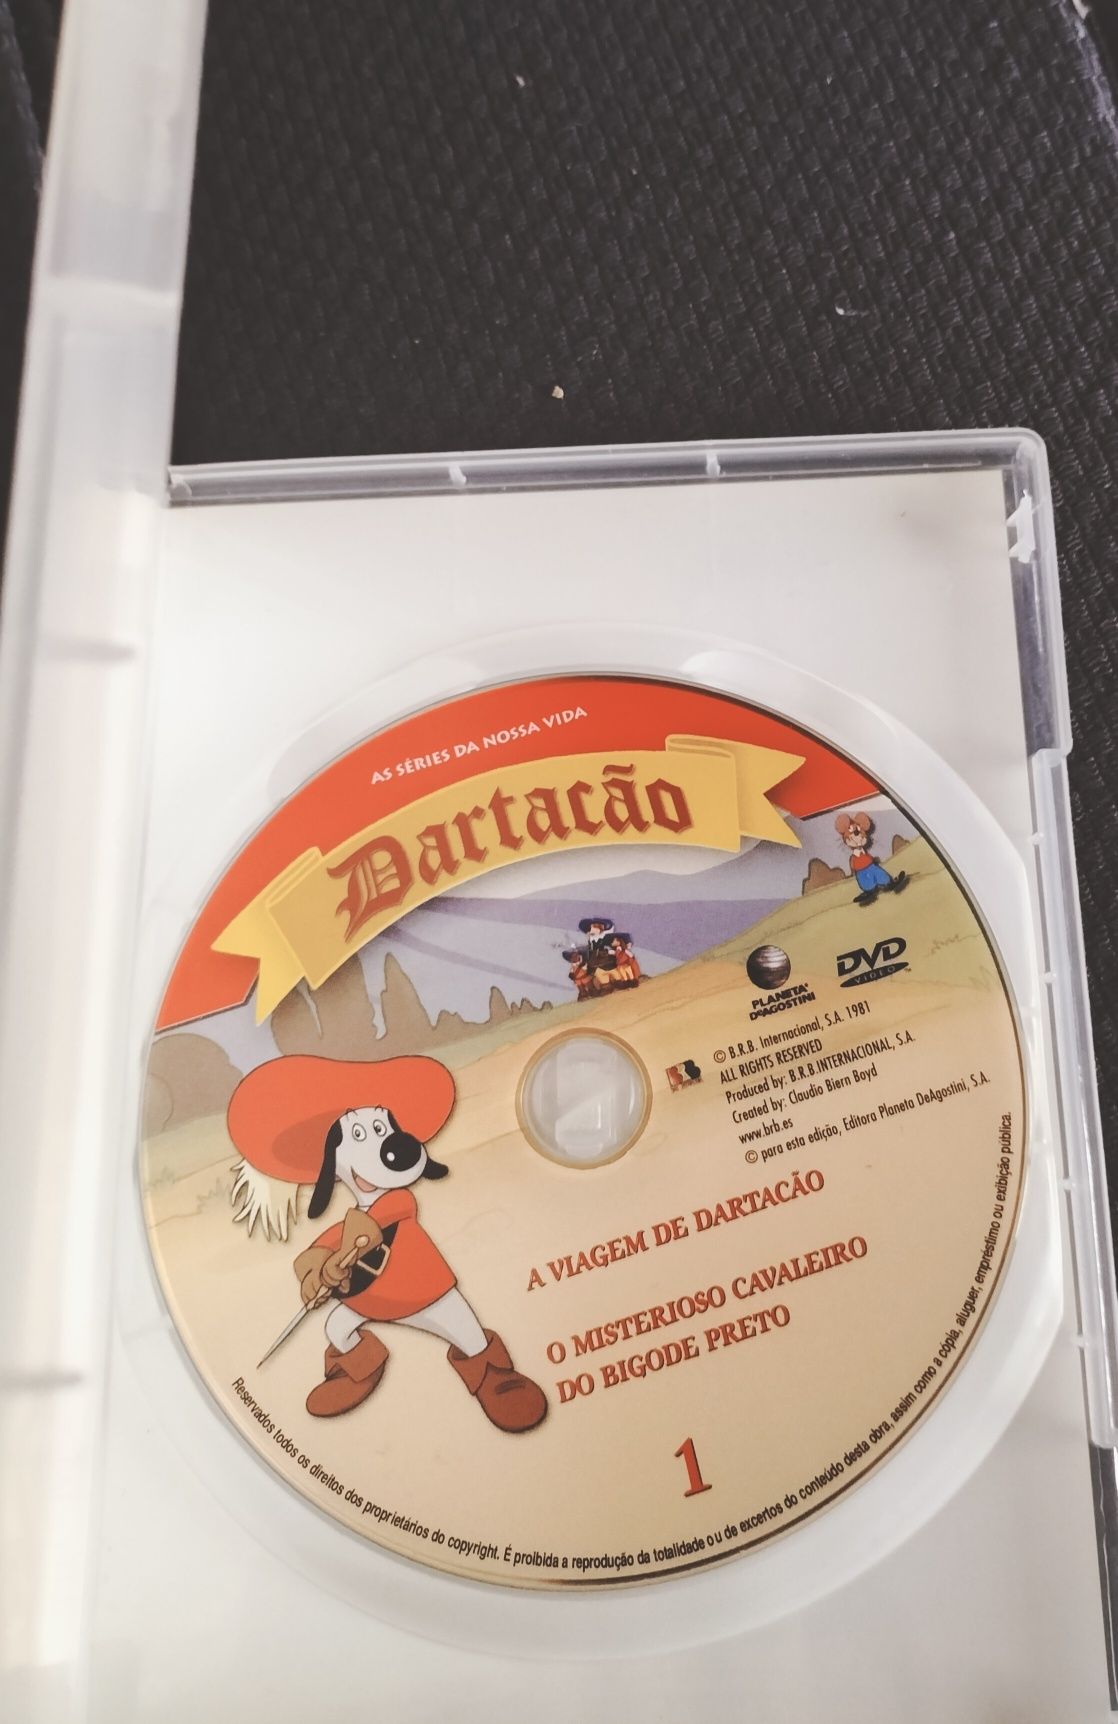 AS SÉRIES DA NOSSA VIDA
Dartacão
PLANETA
DeAGOSTINI
DVD
VIDEO
BRB
© B.R.B. Internacional, S.A. 1981
ALL RIGHTS RESERVED
Produced by: B.R.B.INTERNACIONAL, S.A.
Created by: Claudio Biern Boyd
www.brb.es
© para esta edição, Editora Planeta DeAgostini, S.A.
A VIAGEM DE DARTACÃO
O MISTERIOSO CAVALEIRO
DO BIGODE PRETO
1
Reservados todos os direitos dos proprietários do copyright. É proibida a reprodução da totalidade ou de excertos do conteúdo desta obra, assim como a cópia, aluguer, empréstimo ou exibição pública.